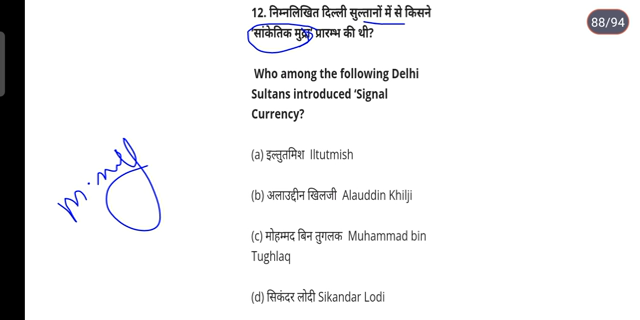 88/94
12. निम्नलिखित दिल्ली सुल्तानों में से किसने
'सांकेतिक मुद्रा' प्रारम्भ की थी?
Who among the following Delhi
Sultans introduced ‘Signal
Currency?
(a) इल्तुतमिश Iltutmish
(b) अलाउद्दीन खिलजी Alauddin Khilji
(c) मोहम्मद बिन तुगलक Muhammad bin
Tughlaq
(d) सिकंदर लोदी Sikandar Lodi